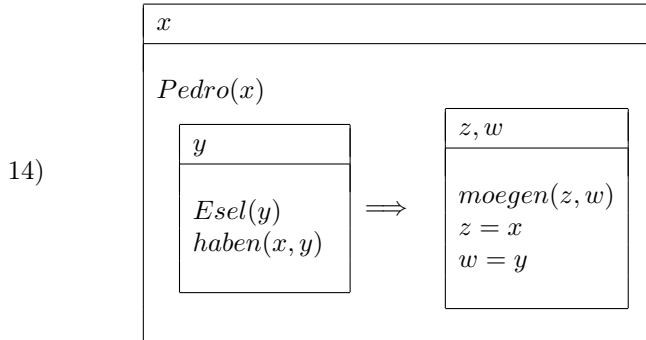 x
Pedro(x)
14)
y
Esel(y)
haben(x, y)
⟹
z, w
moegen(z, w)
z = x
w = y